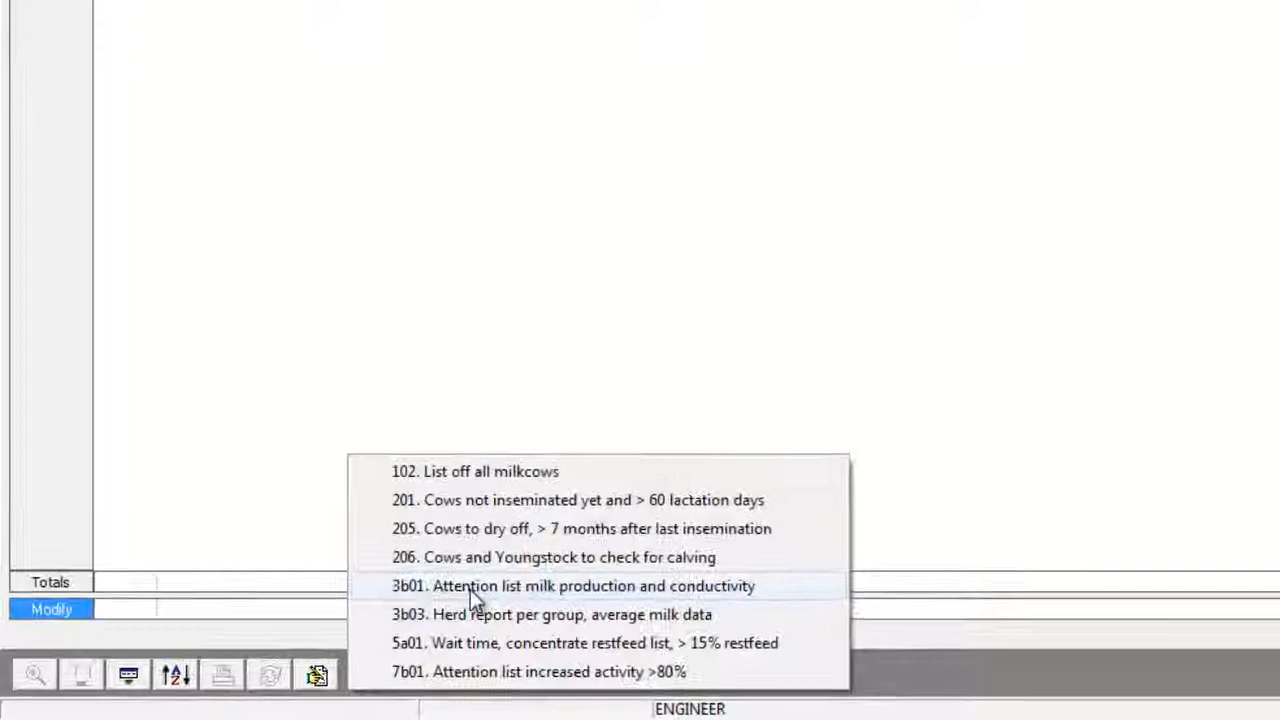 102. List off all milkcows
201. Cows not inseminated yet and > 60 lactation days
205. Cows to dry off, > 7 months after last insemination
206. Cows and Youngstock to check for calving
3b01. Attention list milk production and conductivity
3b03. Herd report per group, average milk data
5a01. Wait time, concentrate restfeed list, > 15% restfeed
7b01. Attention list increased activity >80%
Totals
Modify
ENGINEER